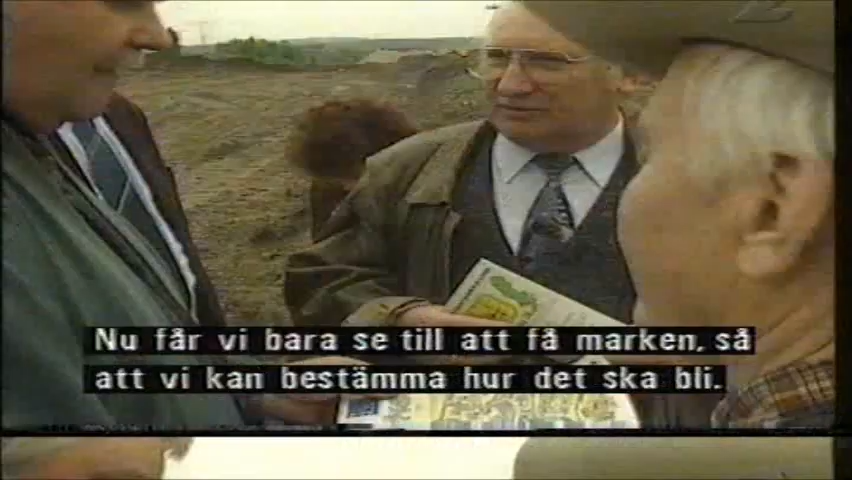 Nu får vi bara se till att få marken, så
att vi kan bestämma hur det ska bli.